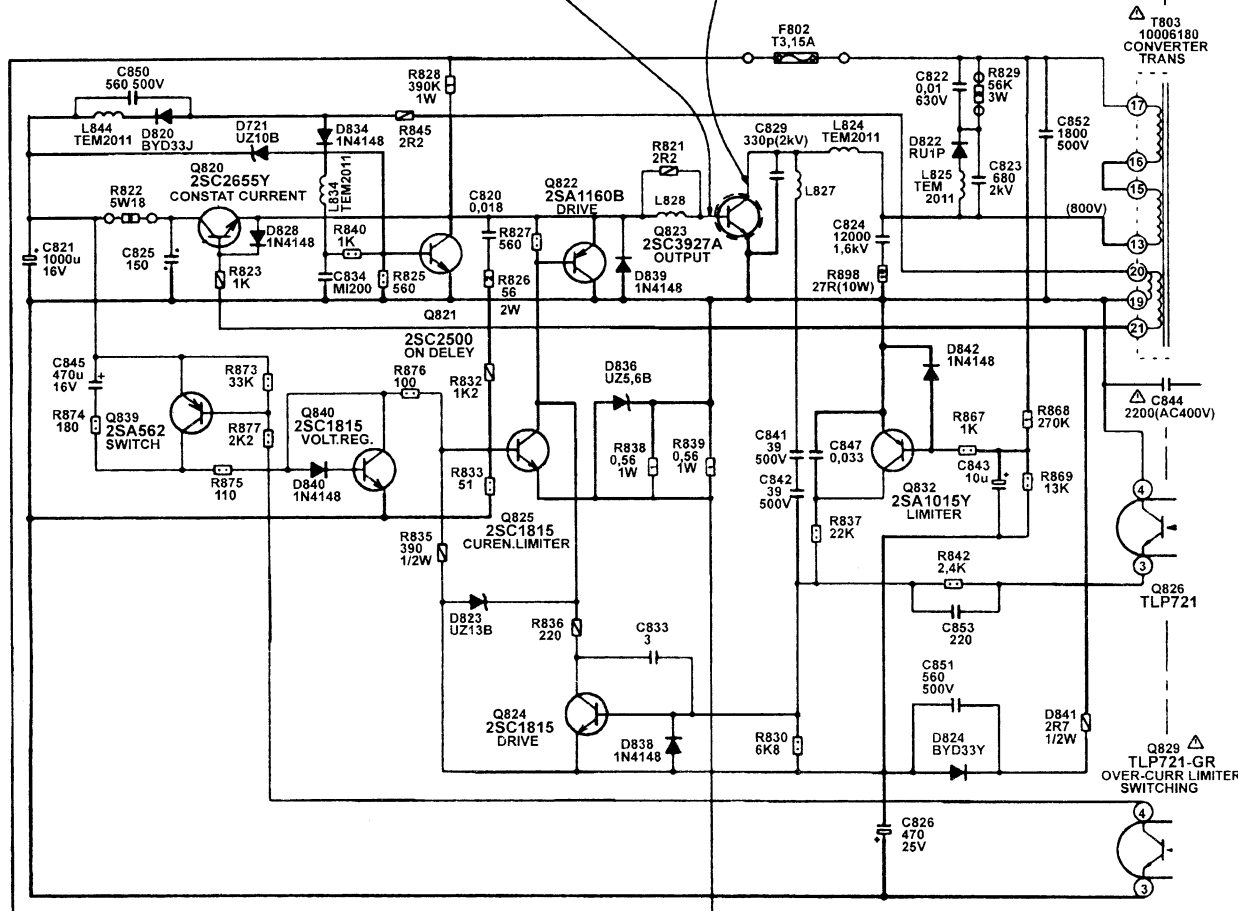 F802
T3,15A
T803
10006180
CONVERTER
TRANS
C850
560 500V
R828
390K
1W
C822
0,01
630V
R829
56K
3W
L844
TEM2011
D820
BYD33J
D721
UZ10B
D834
1N4148
R845
2R2
C829
330p(2kV)
L824
TEM2011
C852
1800
500V
17
Q820
2SC2655Y
CONSTAT CURRENT
L834
TEM2011
R821
2R2
D822
RU1P
C823
680
2kV
16
R822
5W18
C820
0,018
Q822
2SA1160B
DRIVE
L828
L827
L825
TEM
2011
15
(800V)
C821
1000u
16V
C825
150
D828
1N4148
R840
1K
R827
560
Q823
2SC3927A
OUTPUT
C824
12000
1,6kV
13
R823
1K
C834
MI200
R825
560
R826
56
2W
D839
1N4148
R898
27R(10W)
20
19
21
Q821
2SC2500
ON DELEY
C845
470u
16V
R873
33K
R876
100
R832
1K2
D836
UZ5,6B
D842
1N4148
C844
2200(AC400V)
R874
180
Q839
2SA562
SWITCH
R877
2K2
Q840
2SC1815
VOLT.REG.
R838
0,56
1W
R839
0,56
1W
C841
39
500V
C847
0,033
R867
1K
R868
270K
R875
110
D840
1N4148
R833
51
C842
39
500V
C843
10u
R869
13K
Q825
2SC1815
CUREN.LIMITER
Q832
2SA1015Y
LIMITER
4
R835
390
1/2W
R837
22K
R842
2,4K
3
Q826
TLP721
D823
UZ13B
R836
220
C833
3
C853
220
C851
560
500V
Q824
2SC1815
DRIVE
D838
1N4148
R830
6K8
D824
BYD33Y
D841
2R7
1/2W
Q829
TLP721-GR
OVER-CURR LIMITER
SWITCHING
4
C826
470
25V
3